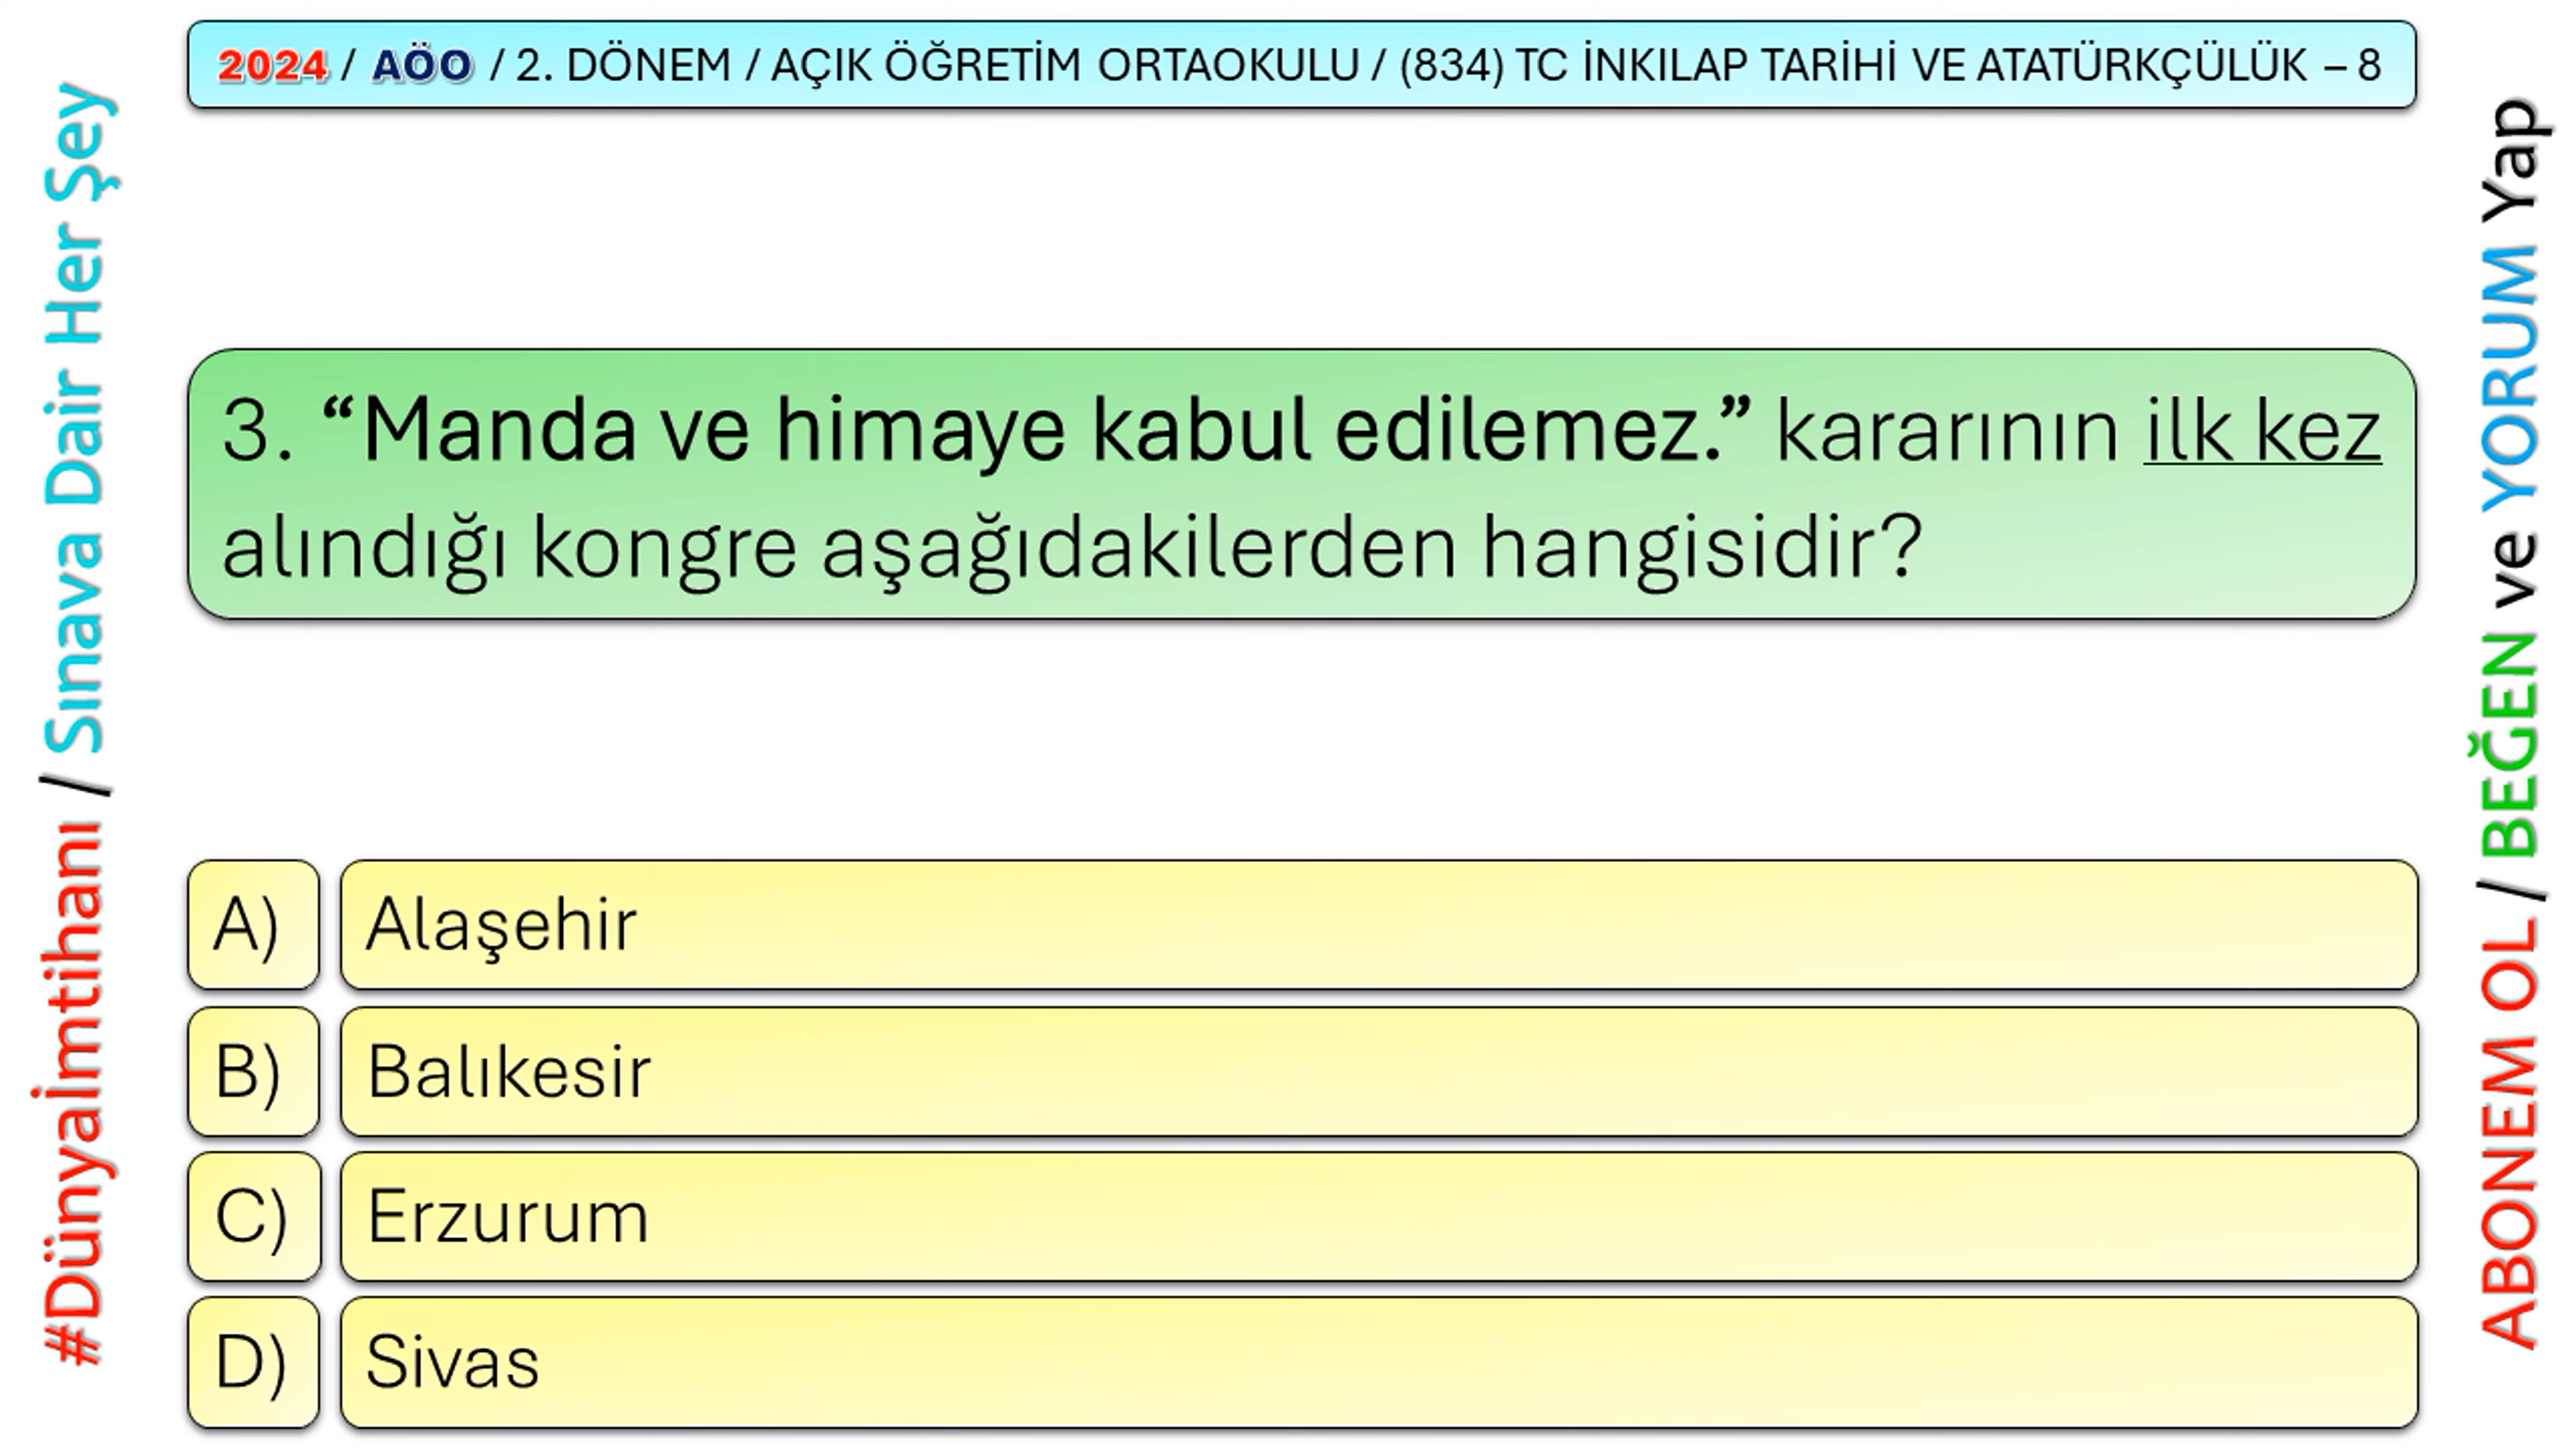 2024 / AÖO / 2. DÖNEM / AÇIK ÖĞRETİM ORTAOKULU / (834) TC İNKILAP TARİHİ VE ATATÜRKÇÜLÜK – 8
#Dünyaİmtihanı / Sınava Dair Her Şey
3. “Manda ve himaye kabul edilemez.” kararının ilk kez
alındığı kongre aşağıdakilerden hangisidir?
A) Alaşehir
B) Balıkesir
C) Erzurum
D) Sivas
ABONEM OL / BEĞEN ve YORUM Yap